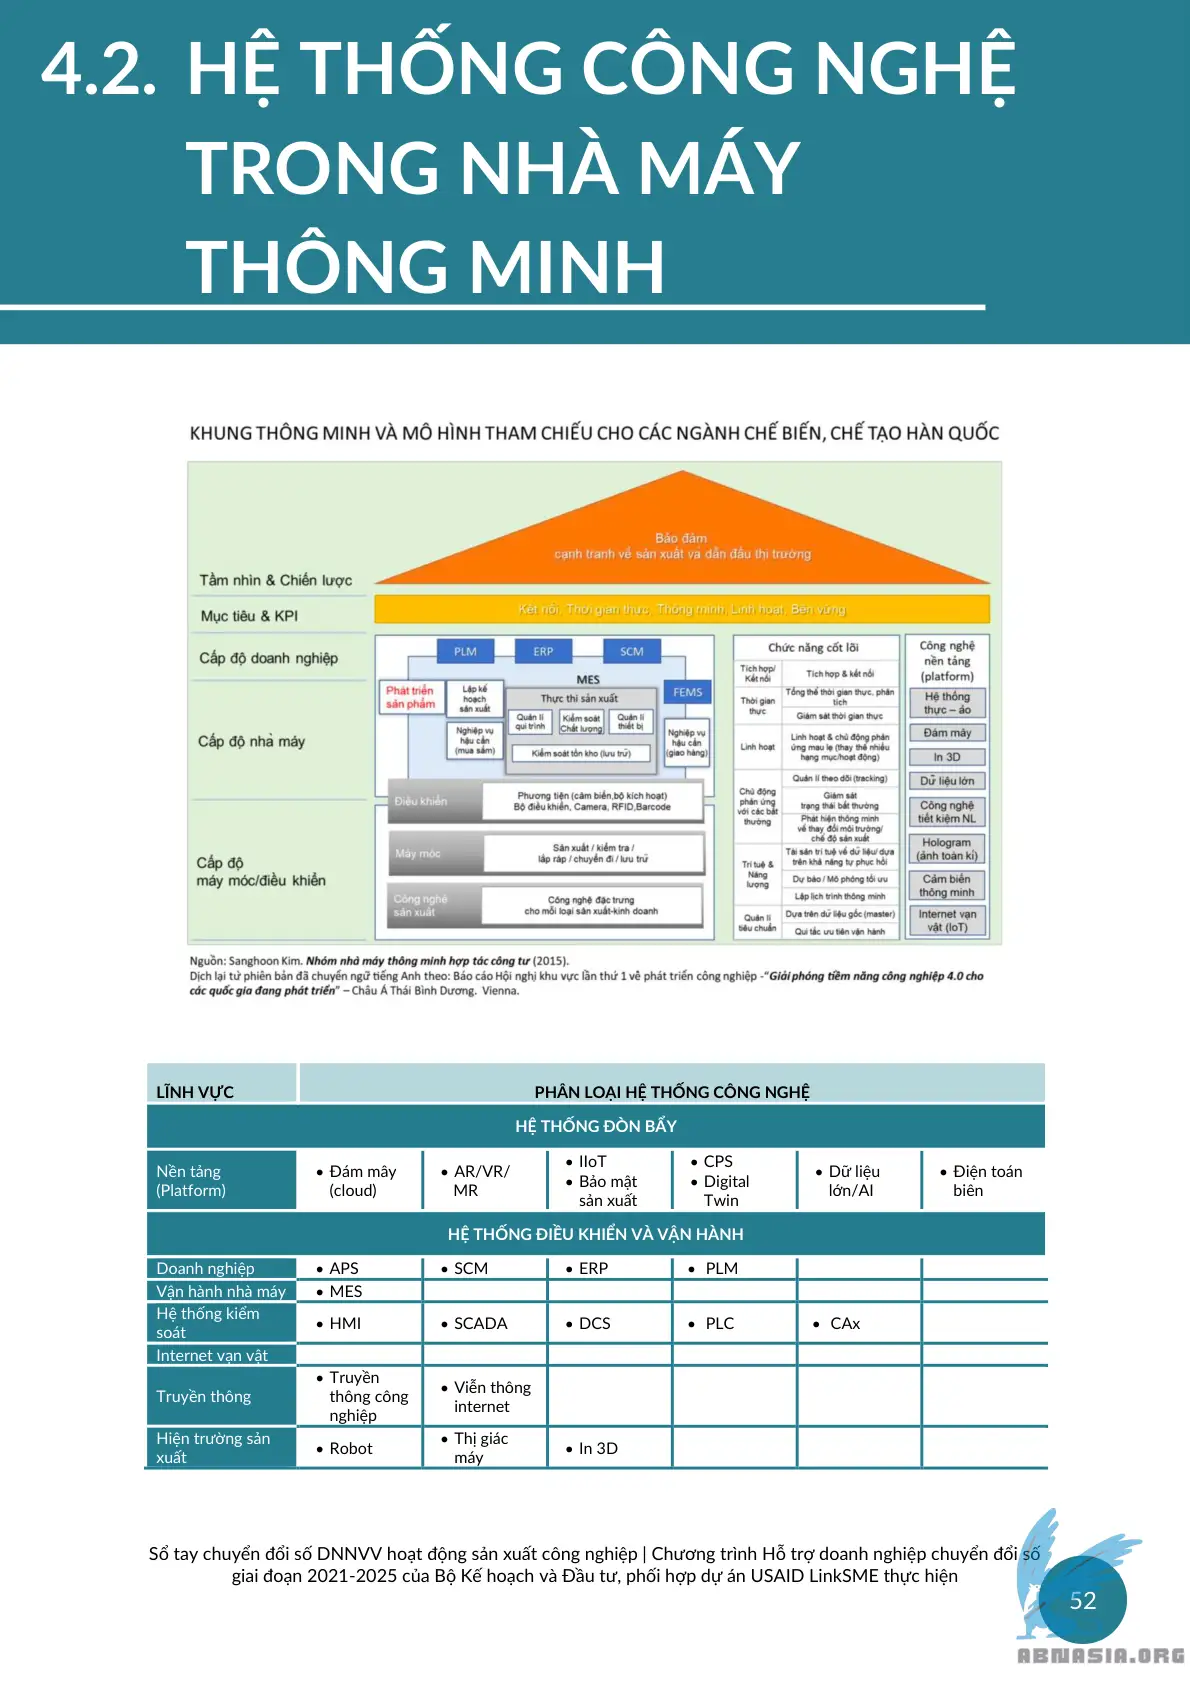 4.2. HỆ THỐNG CÔNG NGHỆ
TRONG NHÀ MÁY
THÔNG MINH
KHUNG THÔNG MINH VÀ MÔ HÌNH THAM CHIẾU CHO CÁC NGÀNH CHẾ BIẾN, CHẾ TẠO HÀN QUỐC
Bảo đảm
cạnh tranh về sản xuất và dẫn đầu thị trường
Tầm nhìn & Chiến lược
Mục tiêu & KPI
Kết nối, Thời gian thực, Thông minh, Linh hoạt, Bền vững
Cấp độ doanh nghiệp
PLM
ERP
SCM
MES
FEMS
Phát triển
sản phẩm
Lập kế
hoạch
sản xuất
Thực thi sản xuất
Quản lí
qui trình
Kiểm soát
Chất lượng
Quản lí
thiết bị
Cấp độ nhà máy
Nghiệp vụ
hậu cần
(mua sắm)
Kiểm soát tồn kho (lưu trữ)
Nghiệp vụ
hậu cần
(giao hàng)
Điều khiển
Phương tiện (cảm biến,bộ kích hoạt)
Bộ điều khiển, Camera, RFID,Barcode
Cấp độ
máy móc/điều khiển
Máy móc
Sản xuất / kiểm tra /
lắp ráp / chuyển đi / lưu trữ
Công nghệ
sản xuất
Công nghệ đặc trưng
cho mỗi loại sản xuất-kinh doanh
Chức năng cốt lõi
Tích hợp/
Kết nối
Tích hợp & kết nối
Thời gian
thực
Tổng thể thời gian thực, phân
tích
Giám sát thời gian thực
Linh hoạt
Linh hoạt & chủ động phản
ứng mau lẹ (thay thế nhiều
hạng mục/hoạt động)
Chủ động
phản ứng
với các bất
thường
Quản lí theo dõi (tracking)
Giám sát
trạng thái bất thường
Phát hiện thông minh
về thay đổi môi trường/
chế độ sản xuất
Trí tuệ &
Năng
lượng
Tài sản trí tuệ về dữ liệu/ dựa
trên khả năng tự phục hồi
Dự báo / Mô phỏng tối ưu
Lập lịch trình thông minh
Quản lí
tiêu chuẩn
Dựa trên dữ liệu gốc (master)
Qui tắc ưu tiên vận hành
Công nghệ
nền tảng
(platform)
Hệ thống
thực – ảo
Đám mây
In 3D
Dữ liệu lớn
Công nghệ
tiết kiệm NL
Hologram
(ảnh toàn kí)
Cảm biến
thông minh
Internet vạn
vật (IoT)
Nguồn: Sanghoon Kim. Nhóm nhà máy thông minh hợp tác công tư (2015).
Dịch lại từ phiên bản đã chuyển ngữ tiếng Anh theo: Báo cáo Hội nghị khu vực lần thứ 1 về phát triển công nghiệp -“Giải phóng tiềm năng công nghiệp 4.0 cho
các quốc gia đang phát triển” – Châu Á Thái Bình Dương. Vienna.
LĨNH VỰC PHÂN LOẠI HỆ THỐNG CÔNG NGHỆ
HỆ THỐNG ĐÒN BẨY
Nền tảng
(Platform)
• Đám mây
(cloud)
• AR/VR/
MR
• IIoT
• Bảo mật
sản xuất
• CPS
• Digital
Twin
• Dữ liệu
lớn/AI
• Điện toán
biên
HỆ THỐNG ĐIỀU KHIỂN VÀ VẬN HÀNH
Doanh nghiệp • APS • SCM • ERP • PLM
Vận hành nhà máy • MES
Hệ thống kiểm
soát
• HMI • SCADA • DCS • PLC • CAx
Internet vạn vật
Truyền thông
• Truyền
thông công
nghiệp
• Viễn thông
internet
Hiện trường sản
xuất
• Robot
• Thị giác
máy
• In 3D
Sổ tay chuyển đổi số DNNVV hoạt động sản xuất công nghiệp | Chương trình Hỗ trợ doanh nghiệp chuyển đổi số
giai đoạn 2021-2025 của Bộ Kế hoạch và Đầu tư, phối hợp dự án USAID LinkSME thực hiện
52
ABNASIA.ORG